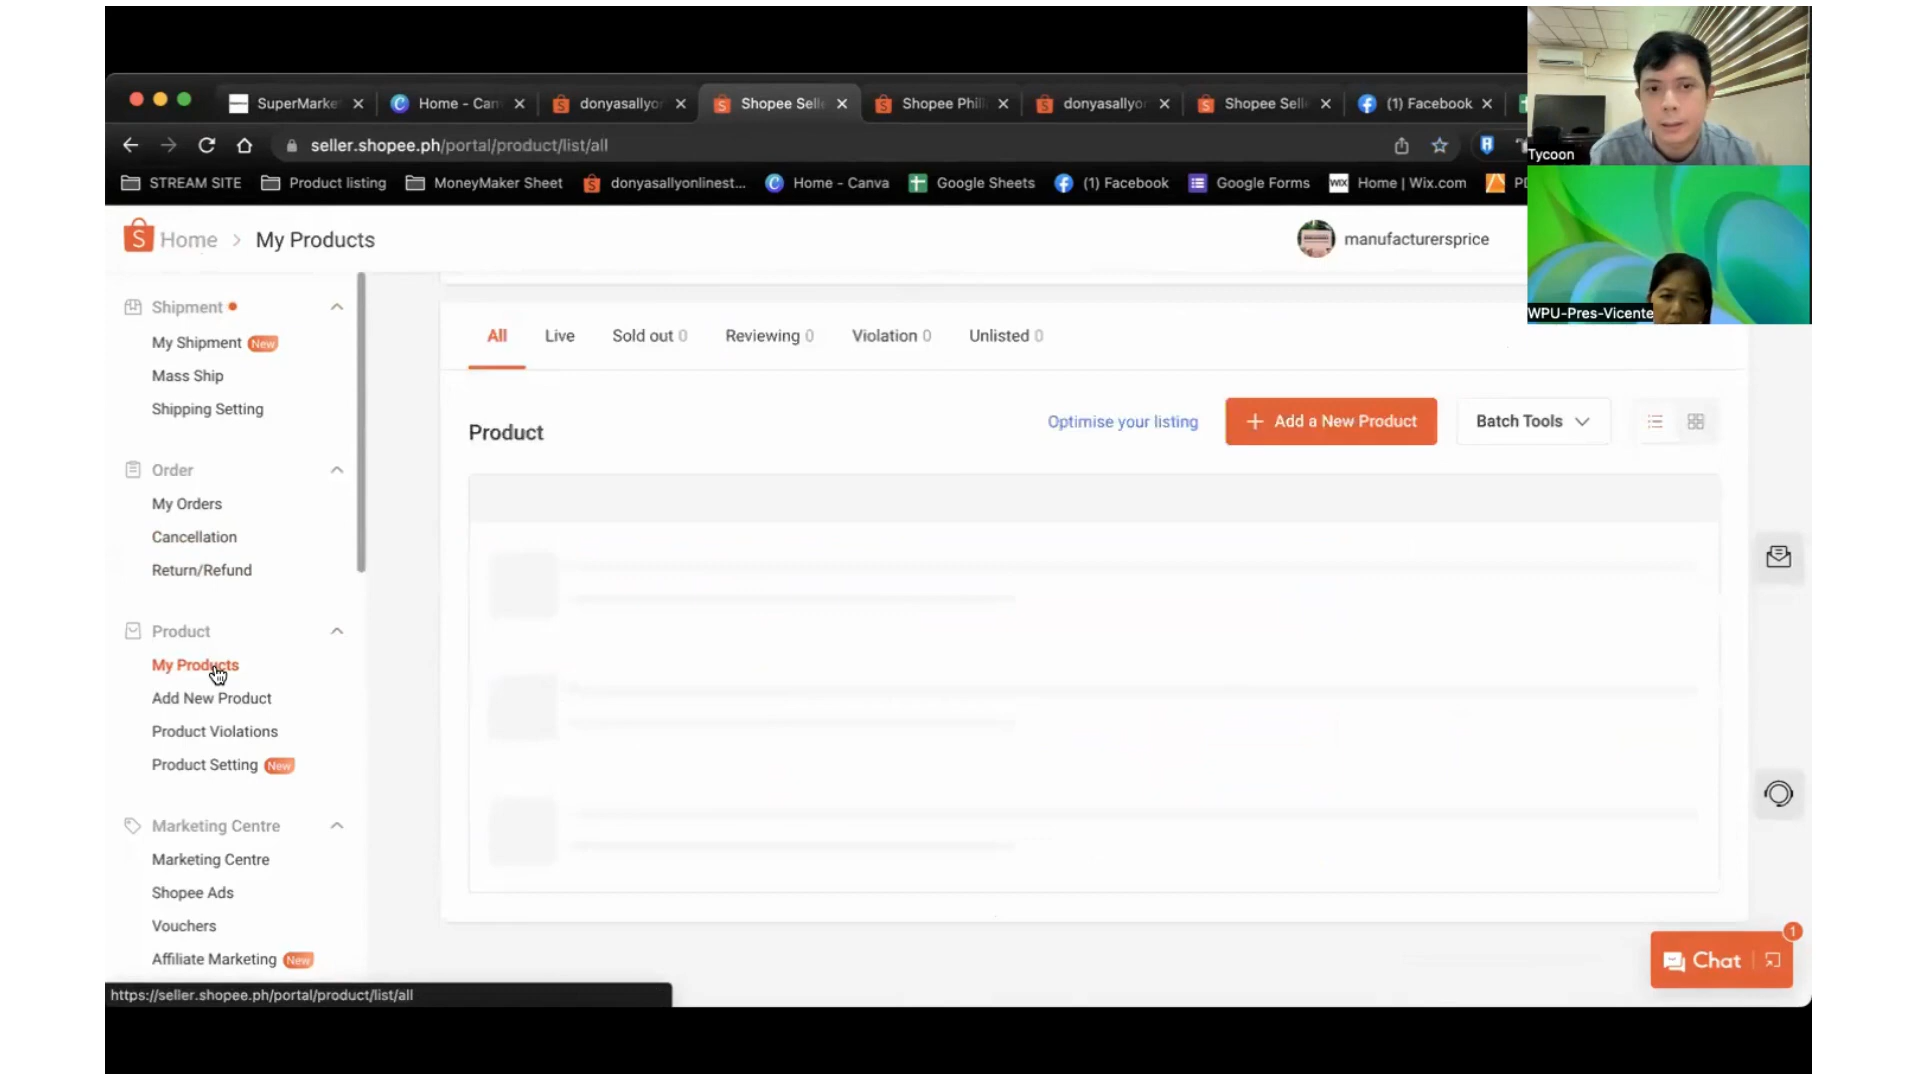 SuperMarke
Home - Can
donyasallyo
Shopee Sell
Shopee Phil
donyasallyo
Shopee Sell
(1) Facebook
seller.shopee.ph/portal/product/list/all
STREAM SITE
Product listing
MoneyMaker Sheet
donyasallyonlinest...
Home - Canva
Google Sheets
(1) Facebook
Google Forms
WIX
Home | Wix.com
Tycoon
WPU-Pres-Vicente
Home > My Products
manufacturersprice
Shipment
My Shipment New
Mass Ship
Shipping Setting
Order
My Orders
Cancellation
Return/Refund
Product
My Products
Add New Product
Product Violations
Product Setting New
Marketing Centre
Marketing Centre
Shopee Ads
Vouchers
Affiliate Marketing New
All
Live
Sold out 0
Reviewing 0
Violation 0
Unlisted 0
Product
Optimise your listing
+ Add a New Product
Batch Tools
Chat
1
https://seller.shopee.ph/portal/product/list/all